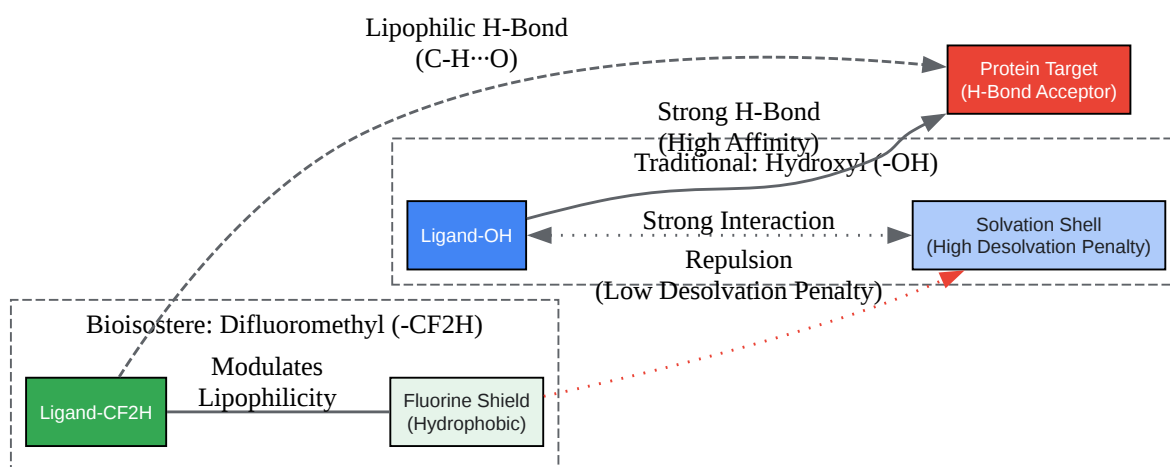 Lipophilic H-Bond
(C-H···O)
Protein Target
(H-Bond Acceptor)
Strong H-Bond
(High Affinity)
Traditional: Hydroxyl (-OH)
Ligand-OH
Strong Interaction
Solvation Shell
(High Desolvation Penalty)
Repulsion
(Low Desolvation Penalty)
Bioisostere: Difluoromethyl (-CF2H)
Modulates
Lipophilicity
Ligand-CF2H
Fluorine Shield
(Hydrophobic)